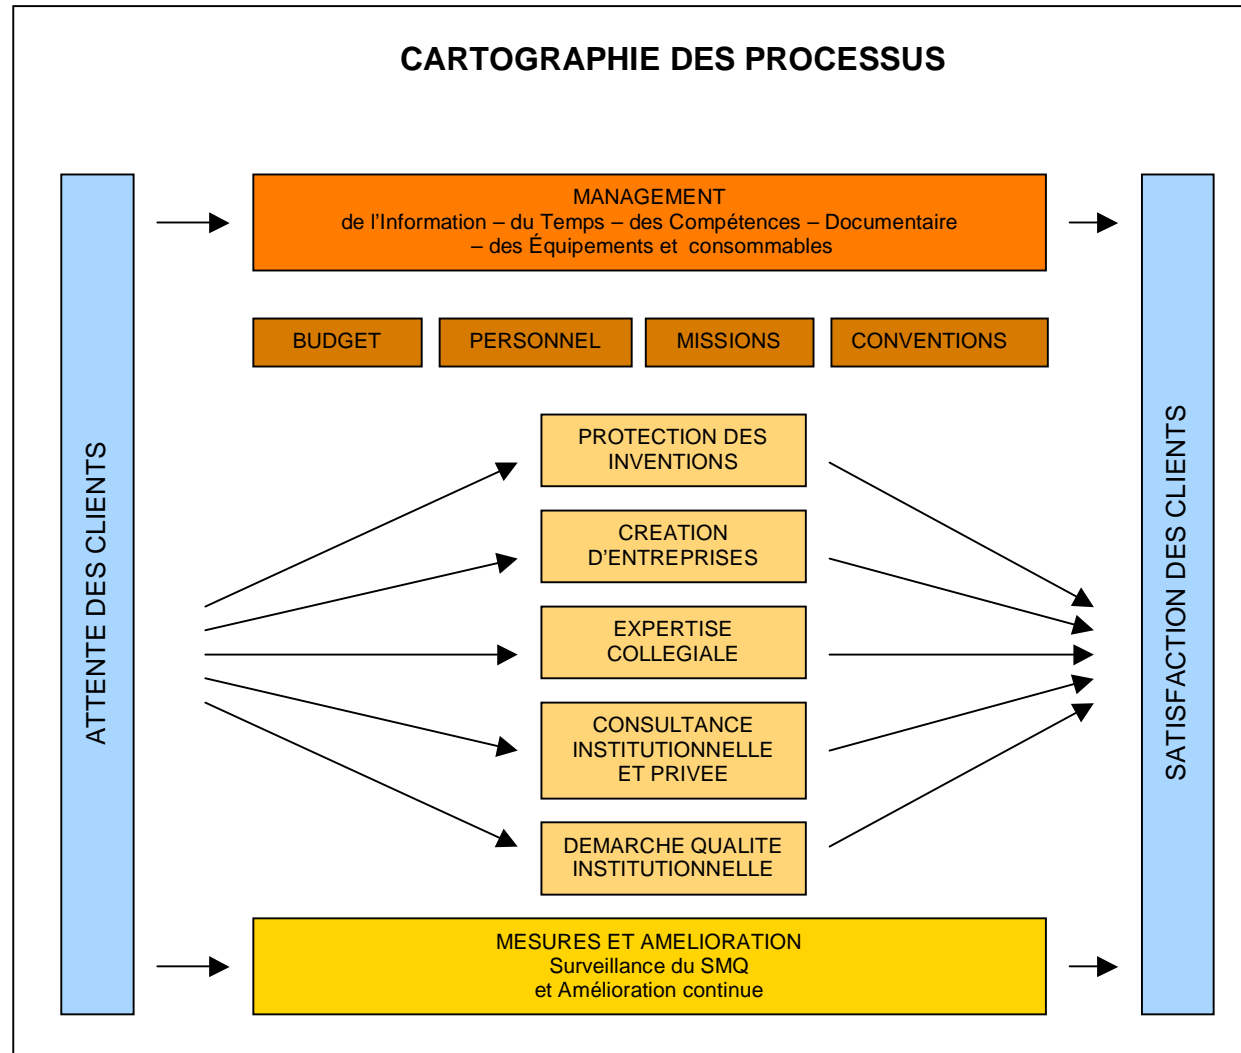 CARTOGRAPHIE DES PROCESSUS
ATTENTE DES CLIENTS
MANAGEMENT
de l’Information – du Temps – des Compétences – Documentaire
– des Équipements et consommables
BUDGET
PERSONNEL
MISSIONS
CONVENTIONS
PROTECTION DES
INVENTIONS
CREATION
D’ENTREPRISES
EXPERTISE
COLLEGIALE
CONSULTANCE
INSTITUTIONNELLE
ET PRIVEE
DEMARCHE QUALITE
INSTITUTIONNELLE
MESURES ET AMELIORATION
Surveillance du SMQ
et Amélioration continue
SATISFACTION DES CLIENTS